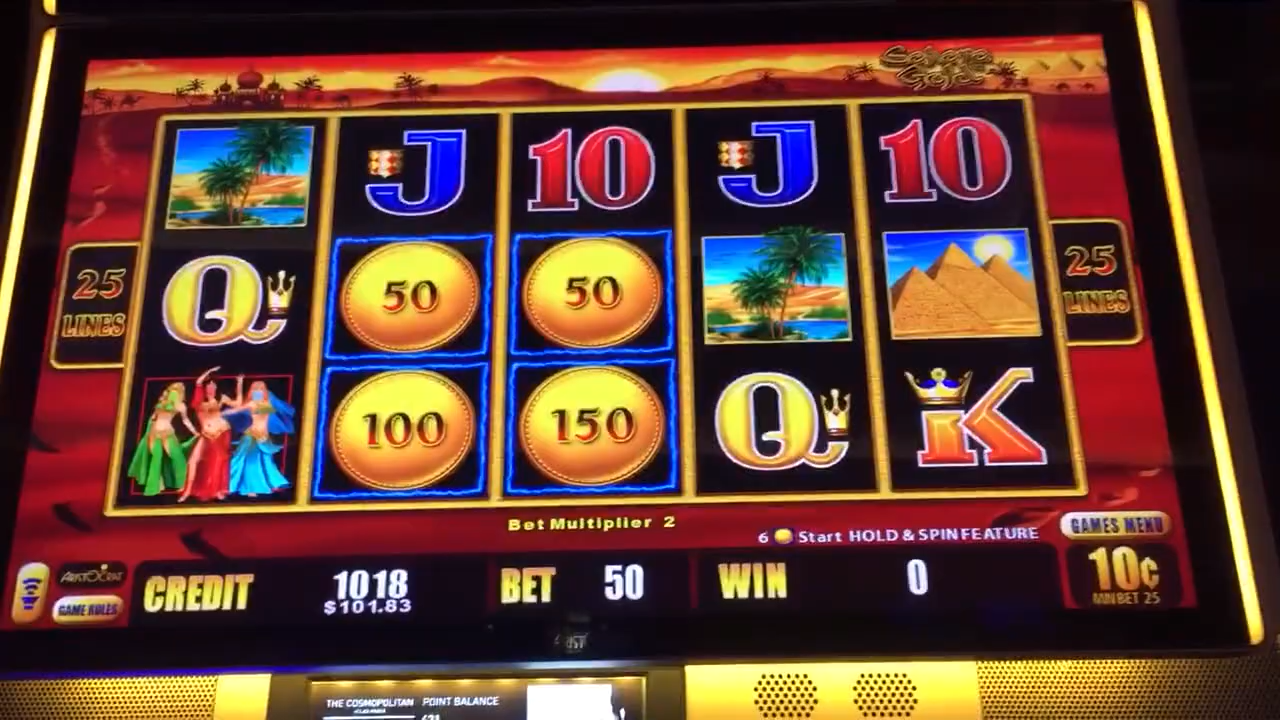 Sahara Gold
J
10
J
10
25 LINES
Q
50
50
25 LINES
100
150
Q
K
Bet Multiplier 2
6 Start HOLD & SPIN FEATURE
GAMES MENU
ARISTOCRAT
GAME RULES
CREDIT 1018
$101.83
BET 50
WIN 0
10¢
MIN BET 25
THE COSMOPOLITAN
POINT BALANCE